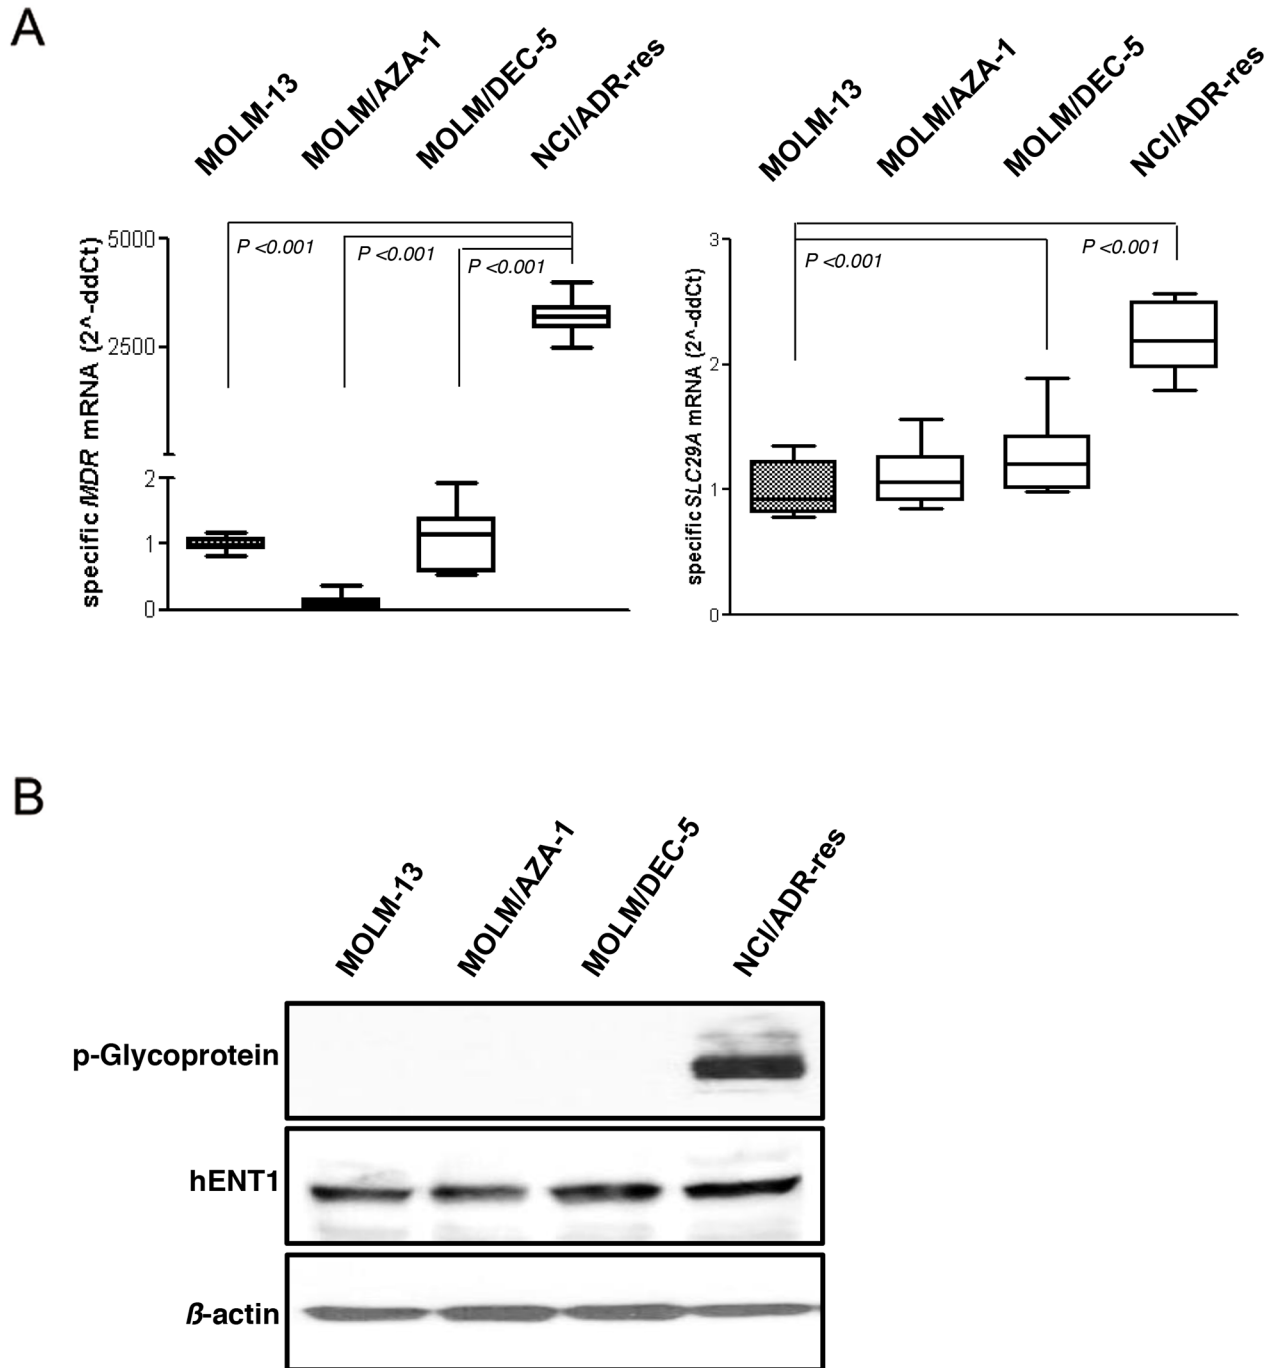 A
MOLM-13
MOLM/AZA-1
MOLM/DEC-5
NCI/ADR-res
specific MDR mRNA (2^-ddCt)
5000
2500
2
1
0
P <0.001
P <0.001
P <0.001
MOLM-13
MOLM/AZA-1
MOLM/DEC-5
NCI/ADR-res
specific SLC29A mRNA (2^-ddCt)
3
2
1
0
P <0.001
P <0.001
B
MOLM-13
MOLM/AZA-1
MOLM/DEC-5
NCI/ADR-res
p-Glycoprotein
hENT1
ß-actin